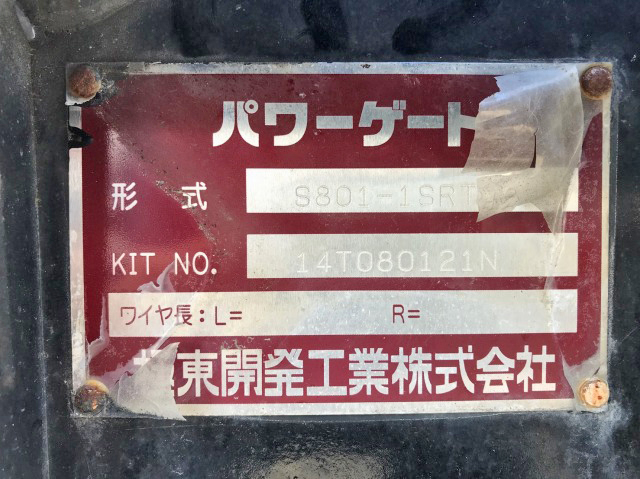 パワーゲート
形 式 S801-1SRT
KIT NO. 14T080121N
ワイヤ長:L= R=
東開発工業株式会社